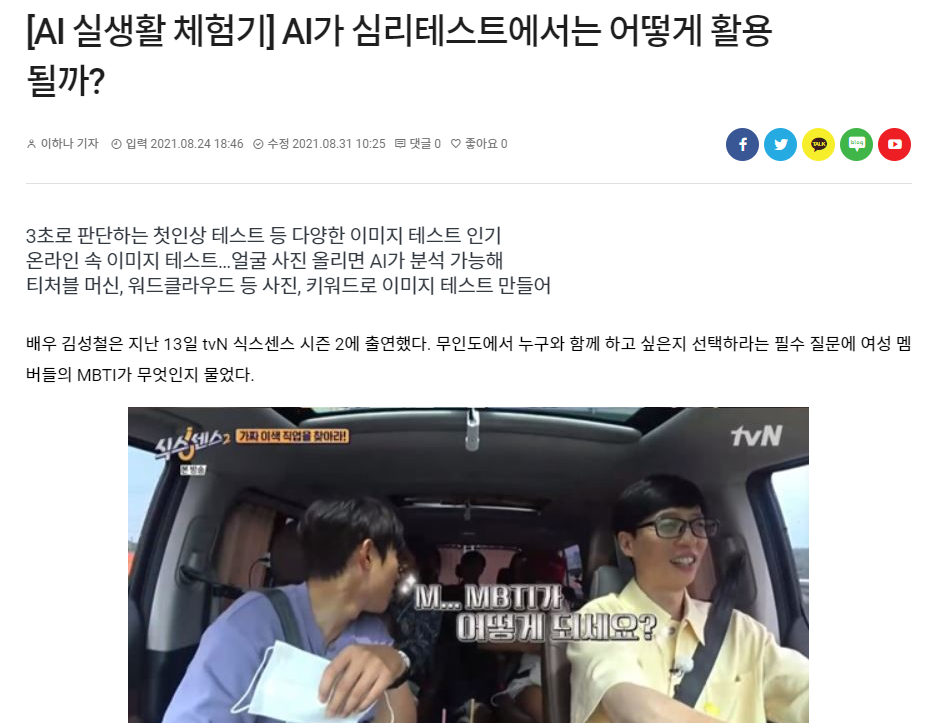 [AI 실생활 체험기] AI가 심리테스트에서는 어떻게 활용
될까?
이하나 기자 입력 2021.08.24 18:46 수정 2021.08.31 10:25 댓글 0 좋아요 0
f
TALK
blog
3초로 판단하는 첫인상 테스트 등 다양한 이미지 테스트 인기
온라인 속 이미지 테스트...얼굴 사진 올리면 AI가 분석 가능해
티처블 머신, 워드클라우드 등 사진, 키워드로 이미지 테스트 만들어
배우 김성철은 지난 13일 tvN 식스센스 시즌 2에 출연했다. 무인도에서 누구와 함께 하고 싶은지 선택하라는 필수 질문에 여성 멤
버들의 MBTI가 무엇인지 물었다.
식스센스2 가짜 이색 직업을 찾아라!
본 방송
tvN
M... MBTI가
어떻게 되세요?